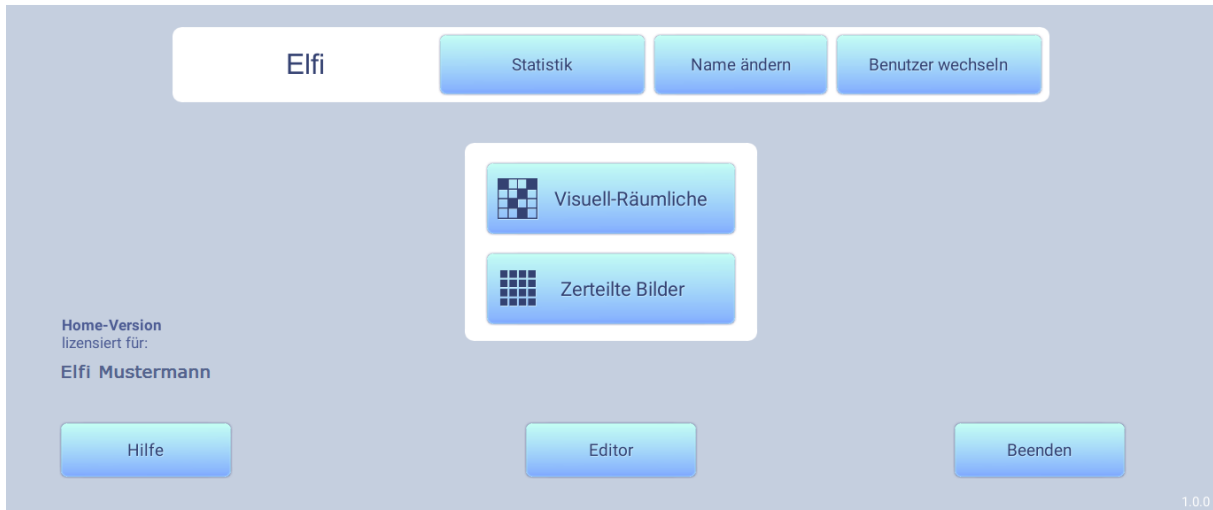 Elfi
Statistik
Name ändern
Benutzer wechseln
Visuell-Räumliche
Zerteilte Bilder
Home-Version
lizensiert für:
Elfi Mustermann
Hilfe
Editor
Beenden
1.0.0